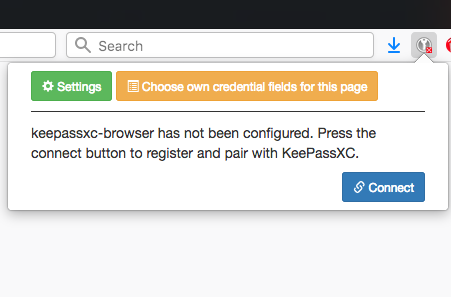 Search
Settings
Choose own credential fields for this page
keepassxc-browser has not been configured. Press the
connect button to register and pair with KeePassXC.
Connect